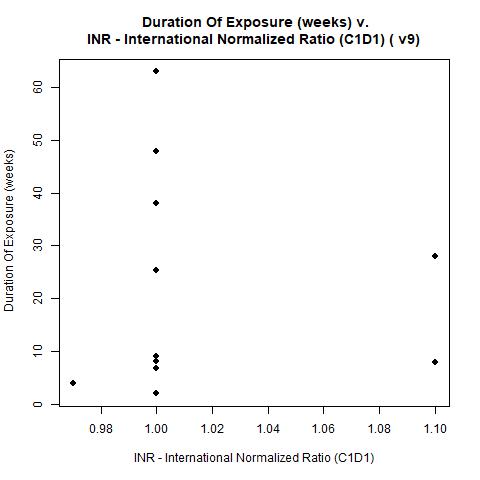 Duration Of Exposure (weeks) v.
INR - International Normalized Ratio (C1D1) ( v9)
Duration Of Exposure (weeks)
60
50
40
30
20
10
0
0.98 1.00 1.02 1.04 1.06 1.08 1.10
INR - International Normalized Ratio (C1D1)